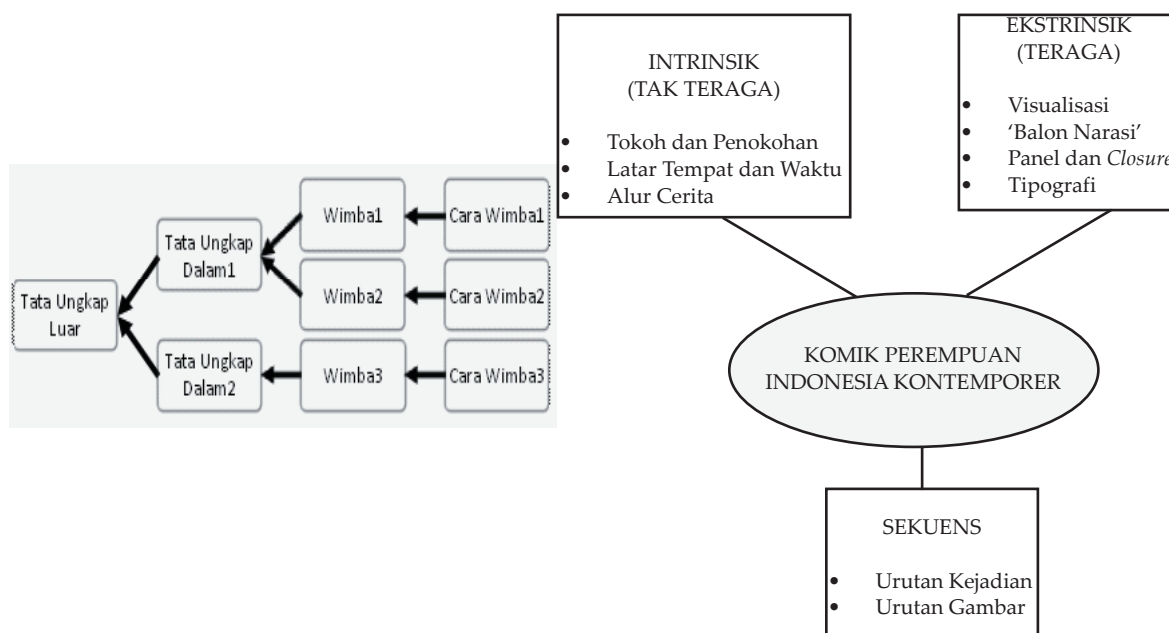 Tata Ungkap
Luar
Tata Ungkap
Dalam1
Tata Ungkap
Dalam2
Wimba1
Cara Wimba1
Wimba2
Cara Wimba2
Wimba3
Cara Wimba3
INTRINSIK
(TAK TERAGA)
• Tokoh dan Penokohan
• Latar Tempat dan Waktu
• Alur Cerita
EKSTRINSIK
(TERAGA)
• Visualisasi
• ‘Balon Narasi’
• Panel dan Closure
• Tipografi
KOMIK PEREMPUAN
INDONESIA KONTEMPORER
SEKUENS
• Urutan Kejadian
• Urutan Gambar